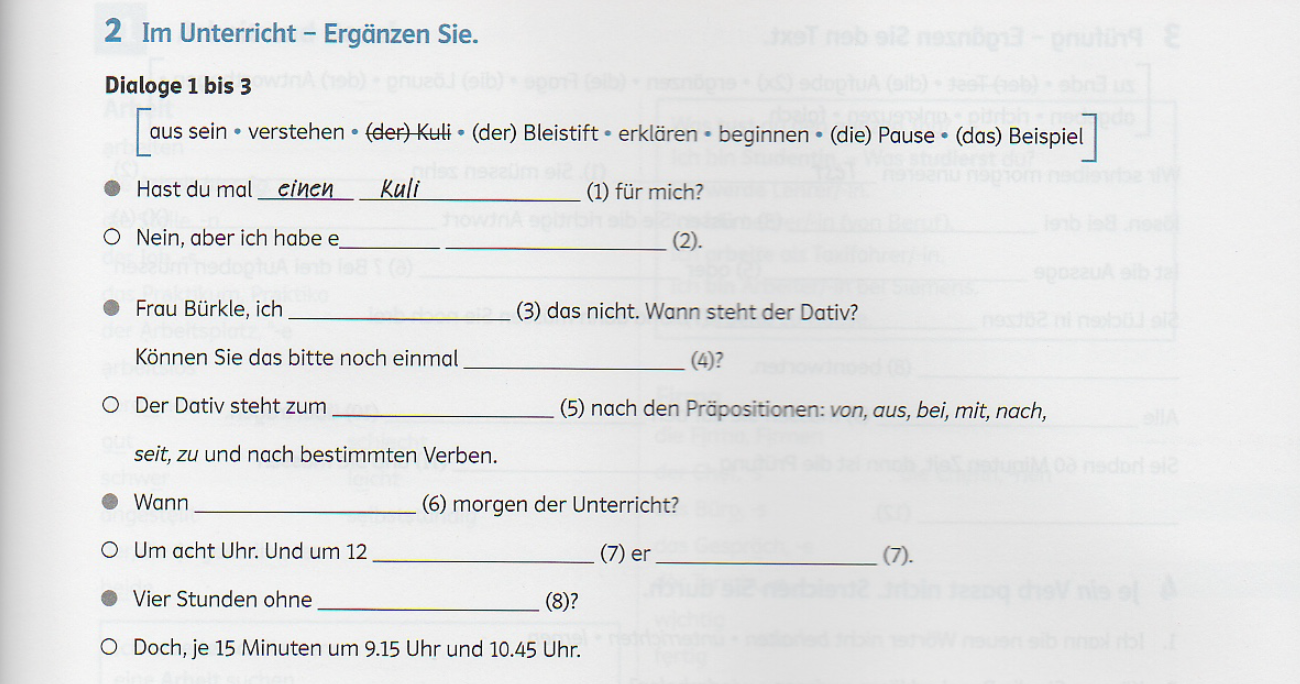 2 Im Unterricht – Ergänzen Sie.
Dialoge 1 bis 3
aus sein • verstehen • (der) Kuli • (der) Bleistift • erklären • beginnen • (die) Pause • (das) Beispiel
Hast du mal einen Kuli (1) für mich?
Nein, aber ich habe e________ ________ (2).
Frau Bürkle, ich ________ (3) das nicht. Wann steht der Dativ?
Können Sie das bitte noch einmal ________ (4)?
Der Dativ steht zum ________ (5) nach den Präpositionen: von, aus, bei, mit, nach,
seit, zu und nach bestimmten Verben.
Wann ________ (6) morgen der Unterricht?
Um acht Uhr. Und um 12 ________ (7) er ________ (7).
Vier Stunden ohne ________ (8)?
Doch, je 15 Minuten um 9.15 Uhr und 10.45 Uhr.